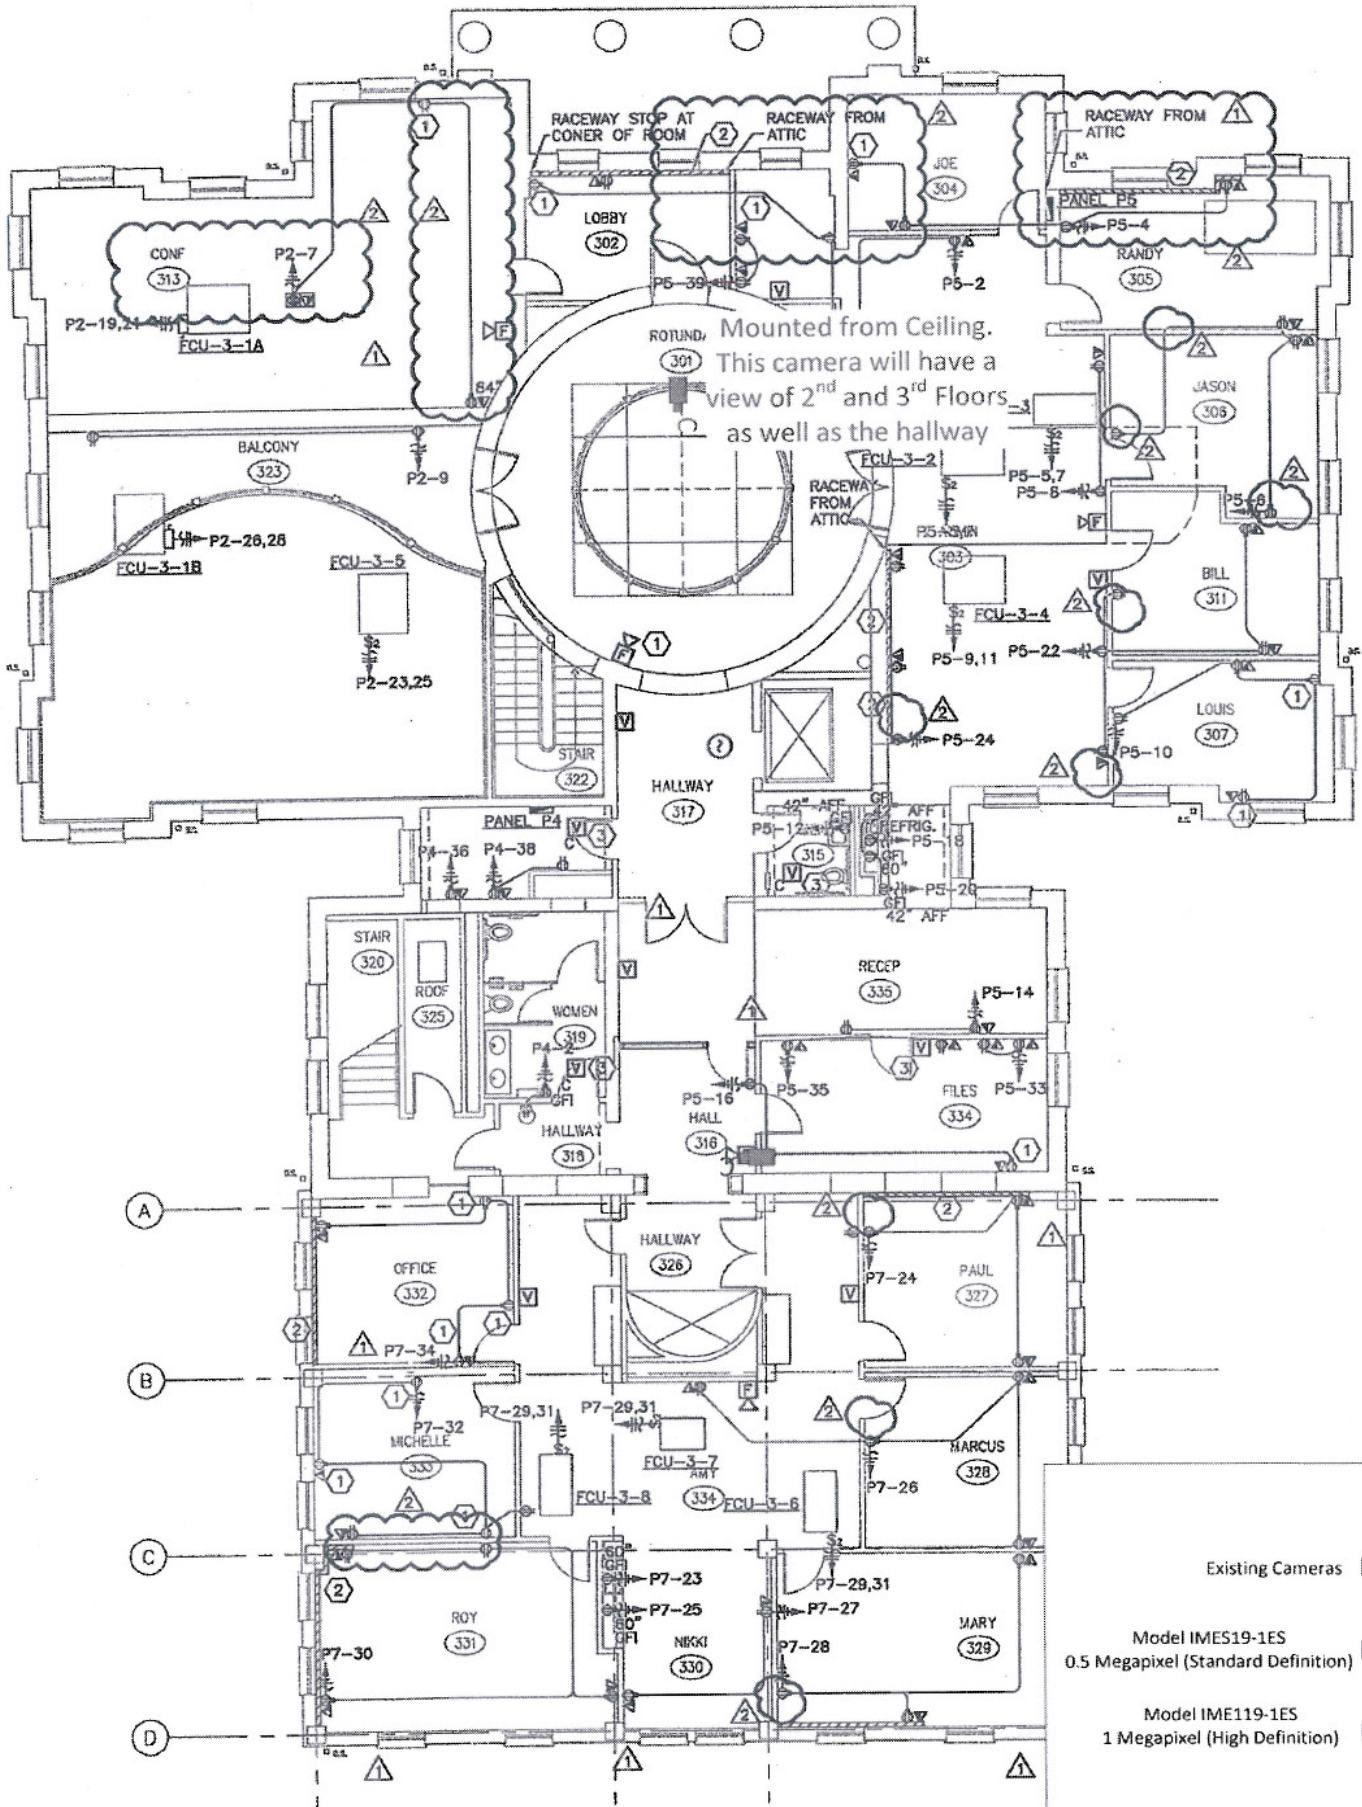 RACEWAY STOP AT
CONER OF ROOM
RACEWAY FROM
ATTIC
RACEWAY FROM
ATTIC
JOE
304
LOBBY
302
PANEL P5
P5-4
RANDY
305
CONF
313
P2-7
P2-19,21
FCU-3-1A
P5-39
P5-2
ROTUNDA
301
Mounted from Ceiling.
This camera will have a
view of 2nd and 3rd Floors
as well as the hallway
84"
JASON
306
BALCONY
323
P2-9
FCU-3-2
P5-5,7
P5-8
P5-6
RACEWAY
FROM
ATTIC
P2-26,28
FCU-3-1B
FCU-3-5
303
FCU-3-4
BILL
311
P5-9,11
P5-22
P2-23,25
LOUIS
307
P5-24
P5-10
STAIR
322
HALLWAY
317
PANEL P4
P4-36
P4-38
42" AFF
GFI
AFF
REFRIG.
P5-12
315
P5-18
GFI
60"
P5-20
GFI
42" AFF
STAIR
320
ROOF
325
WOMEN
319
P4-2
GFI
RECEP
335
P5-14
P5-16
P5-35
P5-33
FILES
334
HALLWAY
318
HALL
316
A
HALLWAY
326
OFFICE
332
P7-24
PAUL
327
P7-34
B
P7-32
MICHELLE
333
P7-29,31
P7-29,31
FCU-3-7
AMY
334
FCU-3-8
FCU-3-6
MARCUS
328
P7-26
C
60"
GFI
P7-23
P7-25
60"
GFI
P7-29,31
P7-27
P7-28
ROY
331
P7-30
NIKKI
330
MARY
329
D
Existing Cameras
Model IMES19-1ES
0.5 Megapixel (Standard Definition)
Model IME119-1ES
1 Megapixel (High Definition)